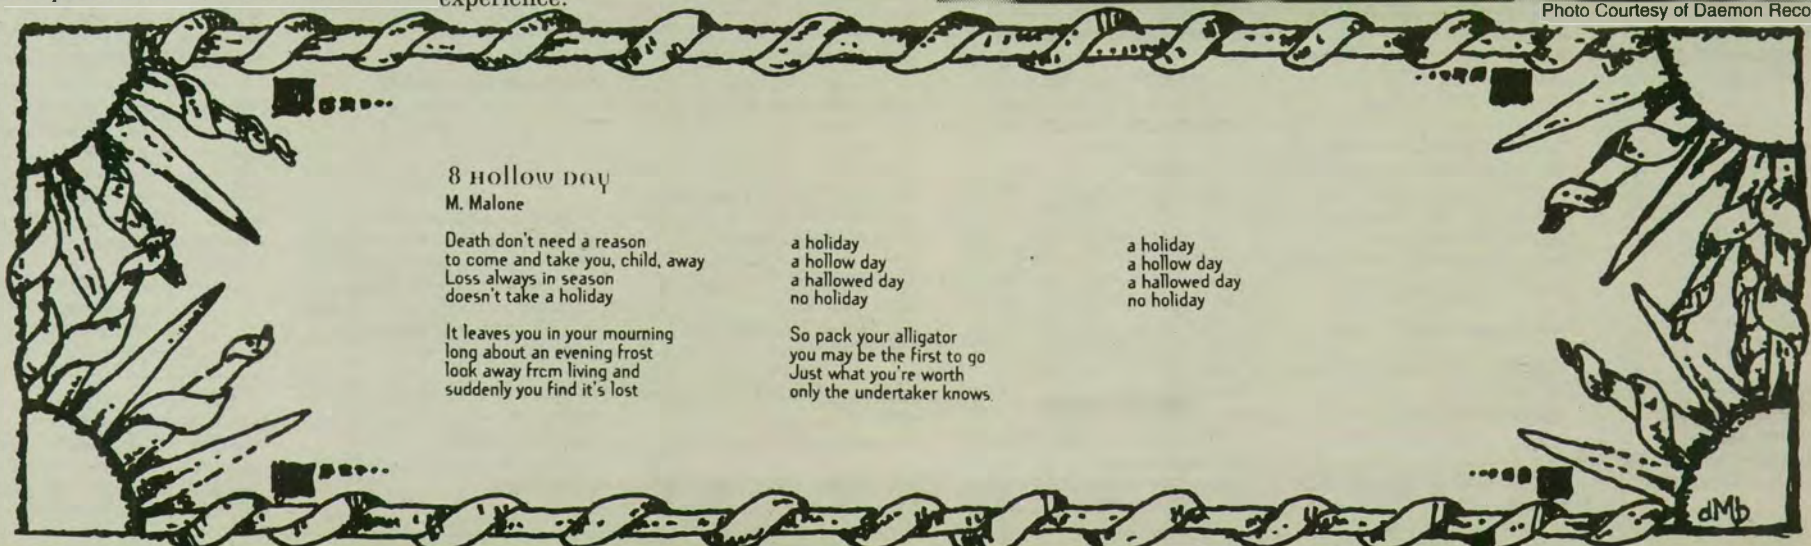 experience.
Photo Courtesy of Daemon Reco
8 Hollow Day
M. Malone
Death don't need a reason
to come and take you, child, away
Loss always in season
doesn't take a holiday
It leaves you in your mourning
long about an evening frost
look away from living and
suddenly you find it's lost
a holiday
a hollow day
a hallowed day
no holiday
So pack your alligator
you may be the first to go
Just what you're worth
only the undertaker knows.
a holiday
a hollow day
a hallowed day
no holiday
dMb